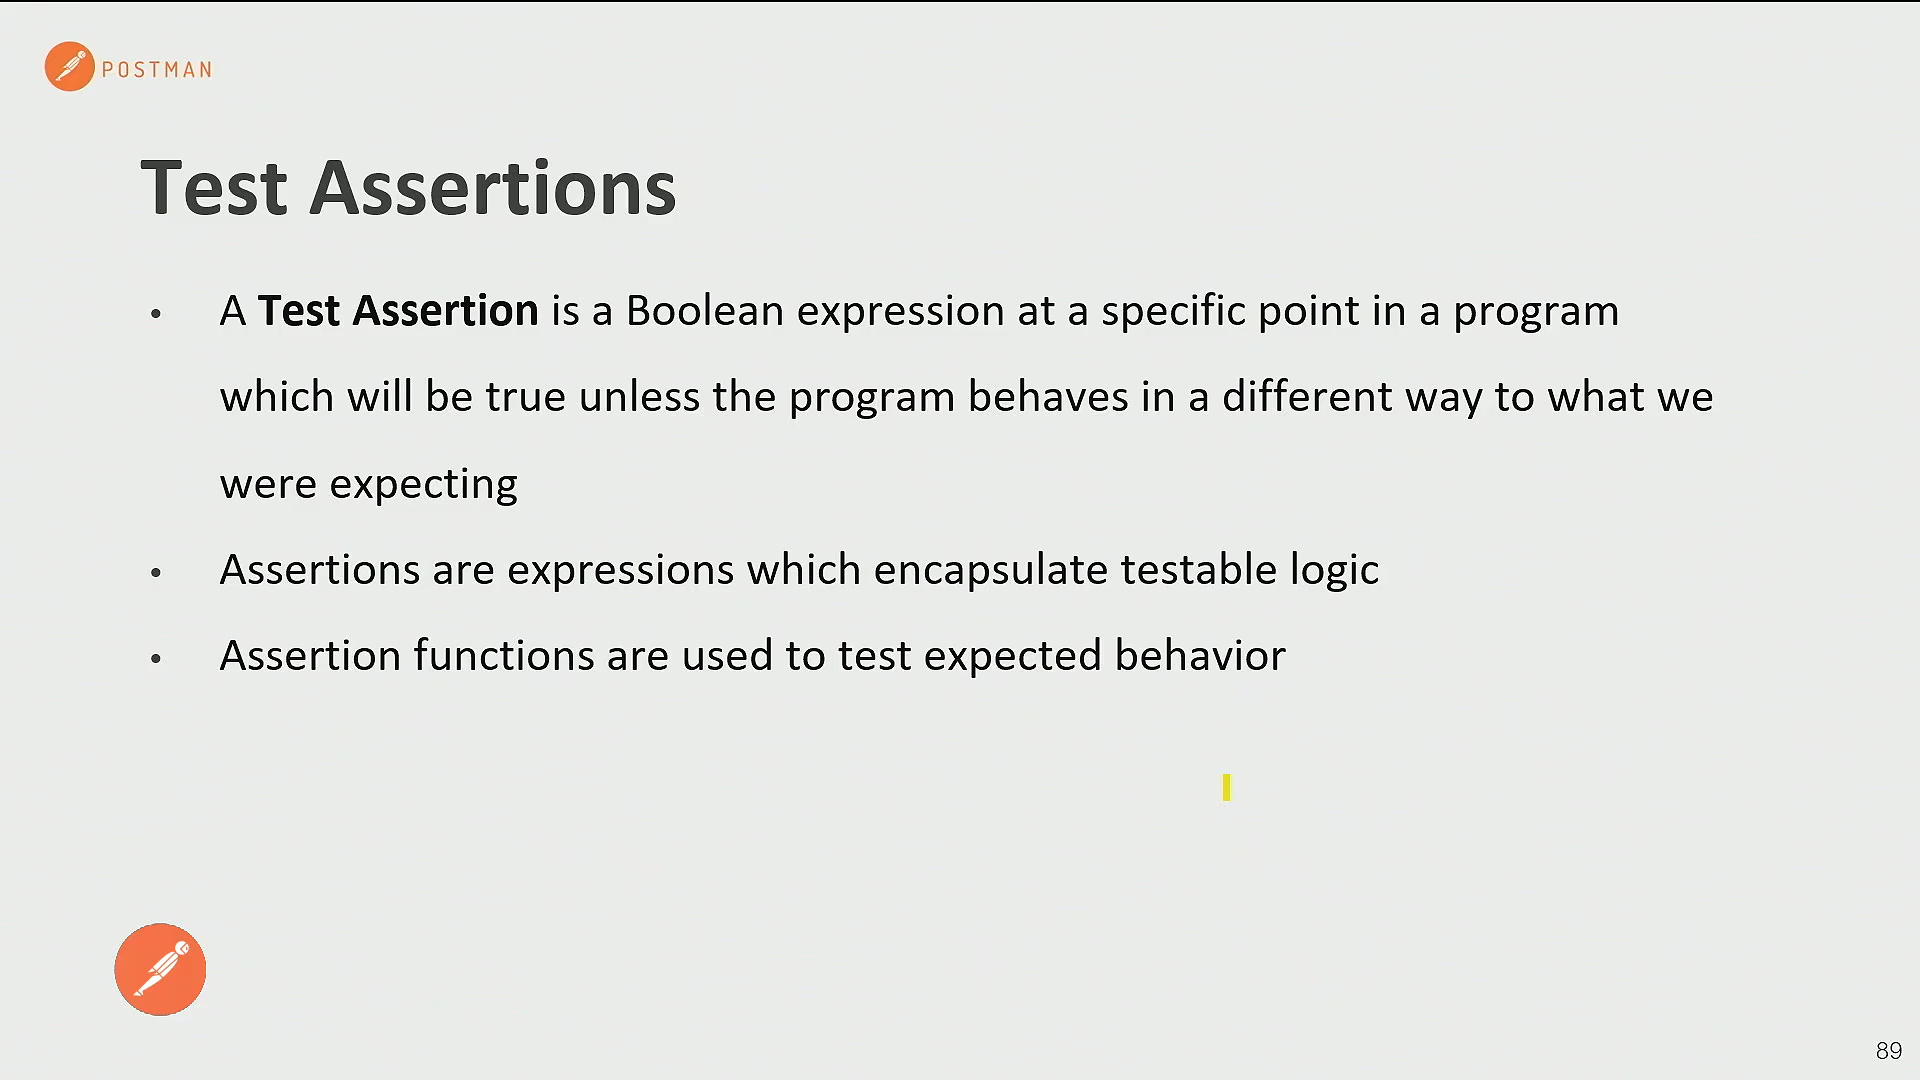 POSTMAN
Test Assertions
• A Test Assertion is a Boolean expression at a specific point in a program
which will be true unless the program behaves in a different way to what we
were expecting
• Assertions are expressions which encapsulate testable logic
• Assertion functions are used to test expected behavior
89